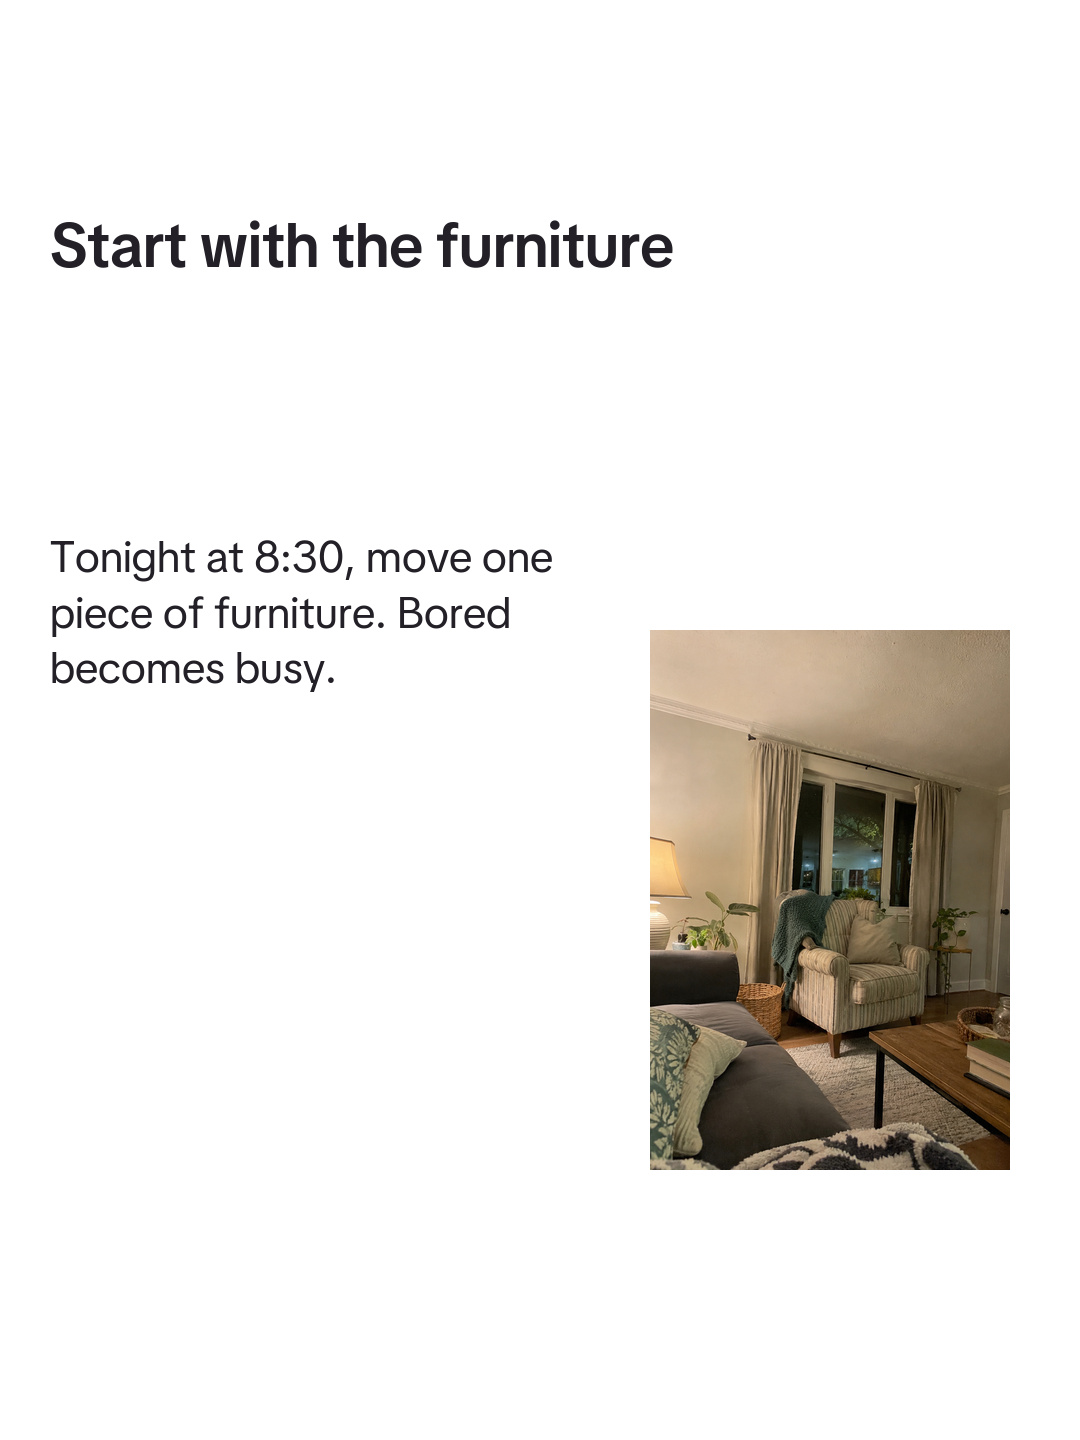 Start with the furniture
Tonight at 8:30, move one
piece of furniture. Bored
becomes busy.